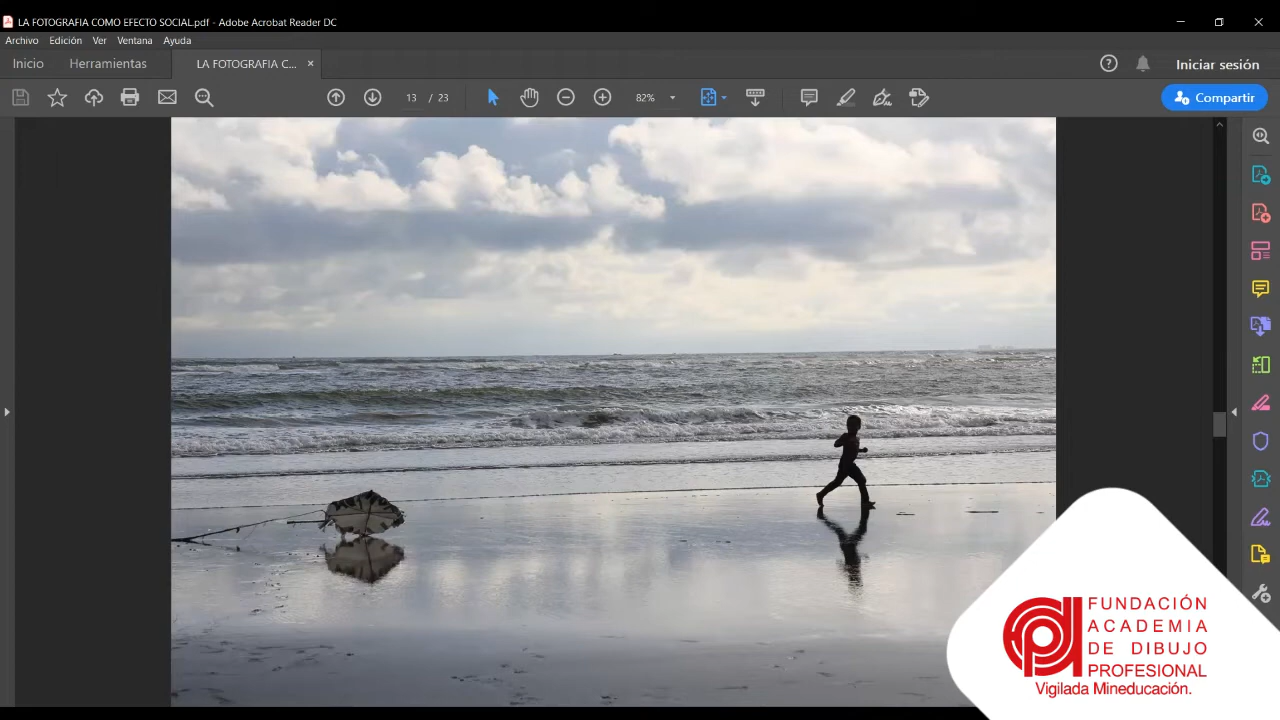 LA FOTOGRAFIA COMO EFECTO SOCIAL.pdf - Adobe Acrobat Reader DC
Archivo Edición Ver Ventana Ayuda
Inicio Herramientas LA FOTOGRAFIA C... ×
Iniciar sesión
13 / 23 82% Compartir
FUNDACIÓN
ACADEMIA
DE DIBUJO
PROFESIONAL
Vigilada Mineducación.